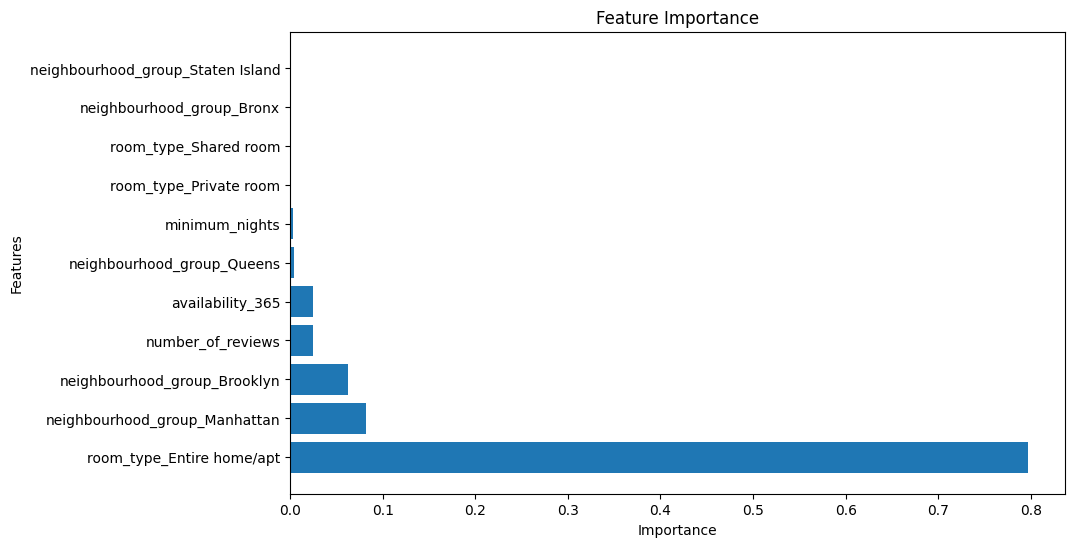 Feature Importance
neighbourhood_group_Staten Island
neighbourhood_group_Bronx
room_type_Shared room
room_type_Private room
minimum_nights
neighbourhood_group_Queens
availability_365
number_of_reviews
neighbourhood_group_Brooklyn
neighbourhood_group_Manhattan
room_type_Entire home/apt
Features
0.0 0.1 0.2 0.3 0.4 0.5 0.6 0.7 0.8
Importance